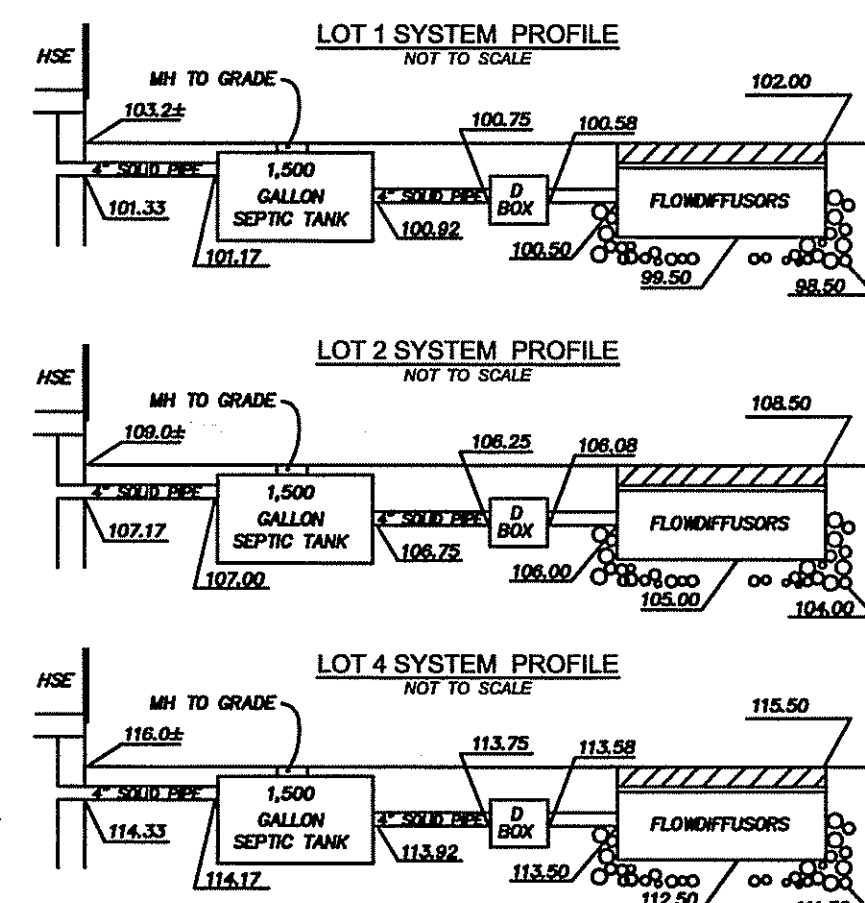 LOT 1 SYSTEM PROFILE
NOT TO SCALE
HSE
MH TO GRADE
102.00
103.2±
100.75
100.58
4" SOLID PIPE
1,500
GALLON
SEPTIC TANK
4" SOLID PIPE
D
BOX
FLOWDIFFUSORS
101.33
100.92
101.17
100.50
99.50
98.50
LOT 2 SYSTEM PROFILE
NOT TO SCALE
HSE
MH TO GRADE
108.50
109.0±
106.25
106.08
4" SOLID PIPE
1,500
GALLON
SEPTIC TANK
4" SOLID PIPE
D
BOX
FLOWDIFFUSORS
107.17
106.75
107.00
106.00
105.00
104.00
LOT 4 SYSTEM PROFILE
NOT TO SCALE
HSE
MH TO GRADE
115.50
116.0±
113.75
113.58
4" SOLID PIPE
1,500
GALLON
SEPTIC TANK
4" SOLID PIPE
D
BOX
FLOWDIFFUSORS
114.33
113.92
114.17
113.50
112.50